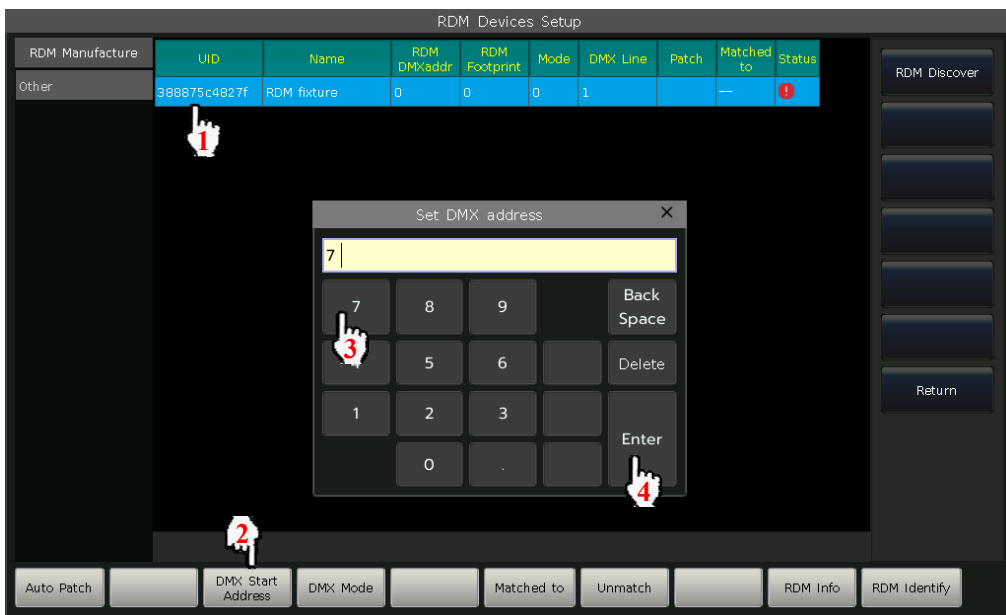 RDM Devices Setup
RDM Manufacture
Other
UID
Name
RDM
DMXaddr
RDM
Footprint
Mode
DMX Line
Patch
Matched
to
Status
388875c4827f
RDM fixture
0
0
0
1
--
!
1
RDM Discover
Return
Set DMX address
×
7
7
8
9
Back
Space
3
5
6
Delete
1
2
3
Enter
0
.
4
2
Auto Patch
DMX Start
Address
DMX Mode
Matched to
Unmatch
RDM Info
RDM Identify